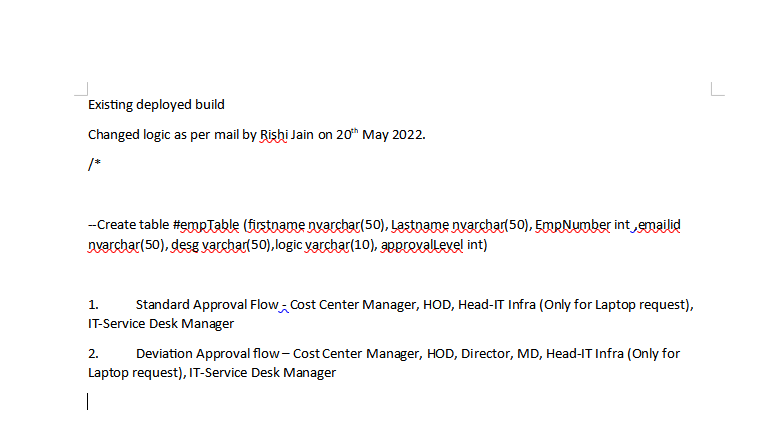 Existing deployed build
Changed logic as per mail by Rishi Jain on 20th May 2022.
/*
--Create table #empTable (firstname nvarchar(50), Lastname nvarchar(50), EmpNumber int ,emailid
nvarchar(50), desg varchar(50),logic varchar(10), approvalLevel int)
1. Standard Approval Flow - Cost Center Manager, HOD, Head-IT Infra (Only for Laptop request),
IT-Service Desk Manager
2. Deviation Approval flow – Cost Center Manager, HOD, Director, MD, Head-IT Infra (Only for
Laptop request), IT-Service Desk Manager